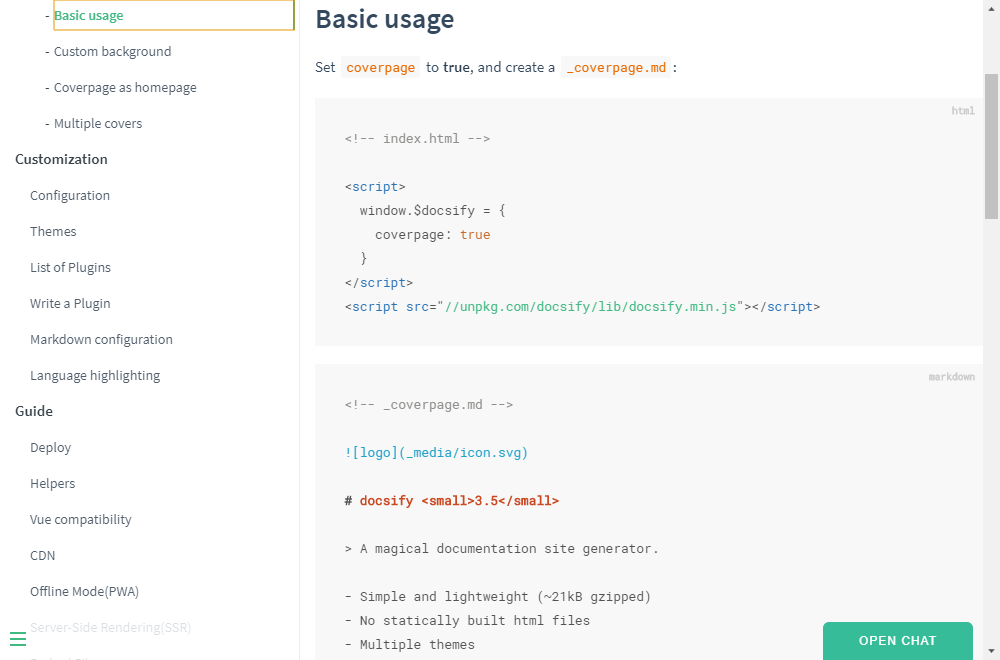 - Basic usage
- Custom background
- Coverpage as homepage
- Multiple covers
Customization
Configuration
Themes
List of Plugins
Write a Plugin
Markdown configuration
Language highlighting
Guide
Deploy
Helpers
Vue compatibility
CDN
Offline Mode(PWA)
Server-Side Rendering(SSR)
Basic usage
Set coverpage to true, and create a _coverpage.md :
html
<!-- index.html -->
<script>
window.$docsify = {
coverpage: true
}
</script>
<script src="//unpkg.com/docsify/lib/docsify.min.js"></script>
markdown
<!-- _coverpage.md -->
![logo](_media/icon.svg)
# docsify <small>3.5</small>
> A magical documentation site generator.
- Simple and lightweight (~21kB gzipped)
- No statically built html files
- Multiple themes
OPEN CHAT